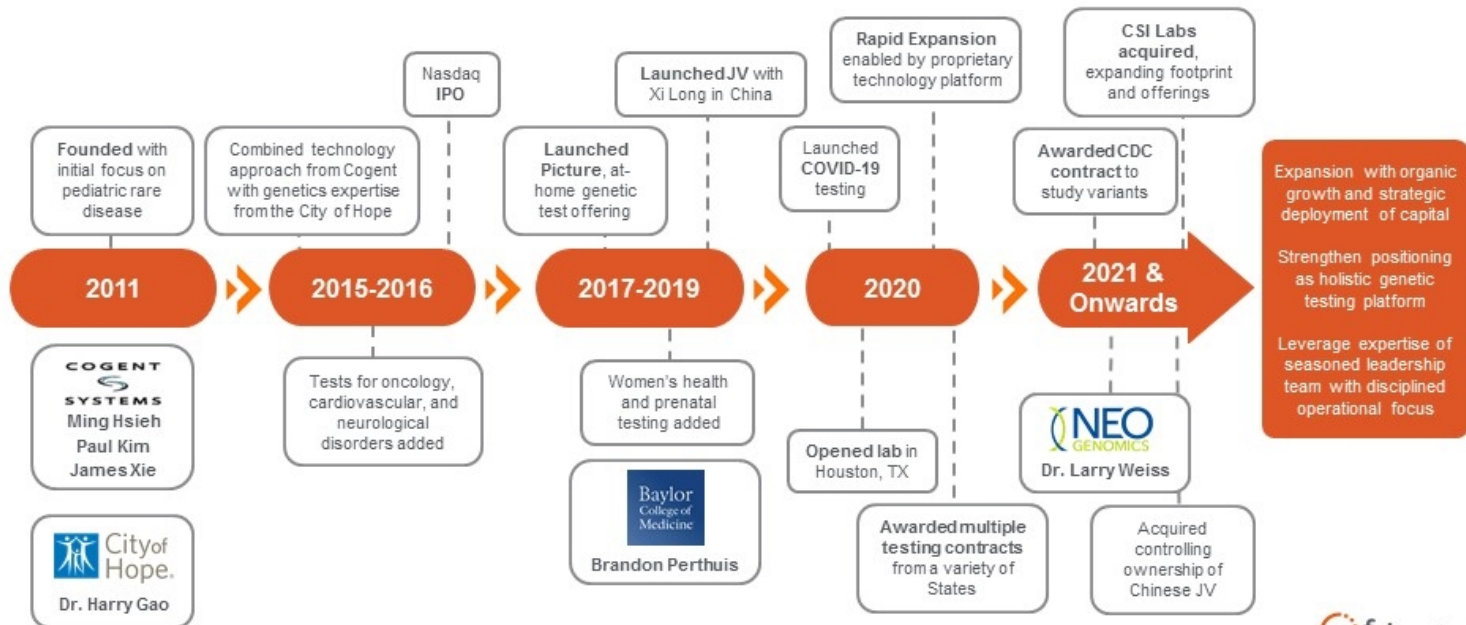 Nasdaq
IPO
Launched JV with
Xi Long in China
Rapid Expansion
enabled by proprietary
technology platform
CSI Labs
acquired,
expanding footprint
and offerings
Founded with
initial focus on
pediatric rare
disease
Combined technology
approach from Cogent
with genetics expertise
from the City of Hope
Launched
Picture, at-
home genetic
test offering
Launched
COVID-19
testing
Awarded CDC
contract to
study variants
2011
2015-2016
2017-2019
2020
2021 &
Onwards
Expansion with organic
growth and strategic
deployment of capital
Strengthen positioning
as holistic genetic
testing platform
Leverage expertise of
seasoned leadership
team with disciplined
operational focus
COGENT
SYSTEMS
Ming Hsieh
Paul Kim
James Xie
City of
Hope.
Dr. Harry Gao
Tests for oncology,
cardiovascular, and
neurological
disorders added
Women's health
and prenatal
testing added
Baylor
College of
Medicine
Brandon Perthuis
Opened lab in
Houston, TX
Awarded multiple
testing contracts
from a variety of
States
NEO
GENOMICS
Dr. Larry Weiss
Acquired
controlling
ownership of
Chinese JV